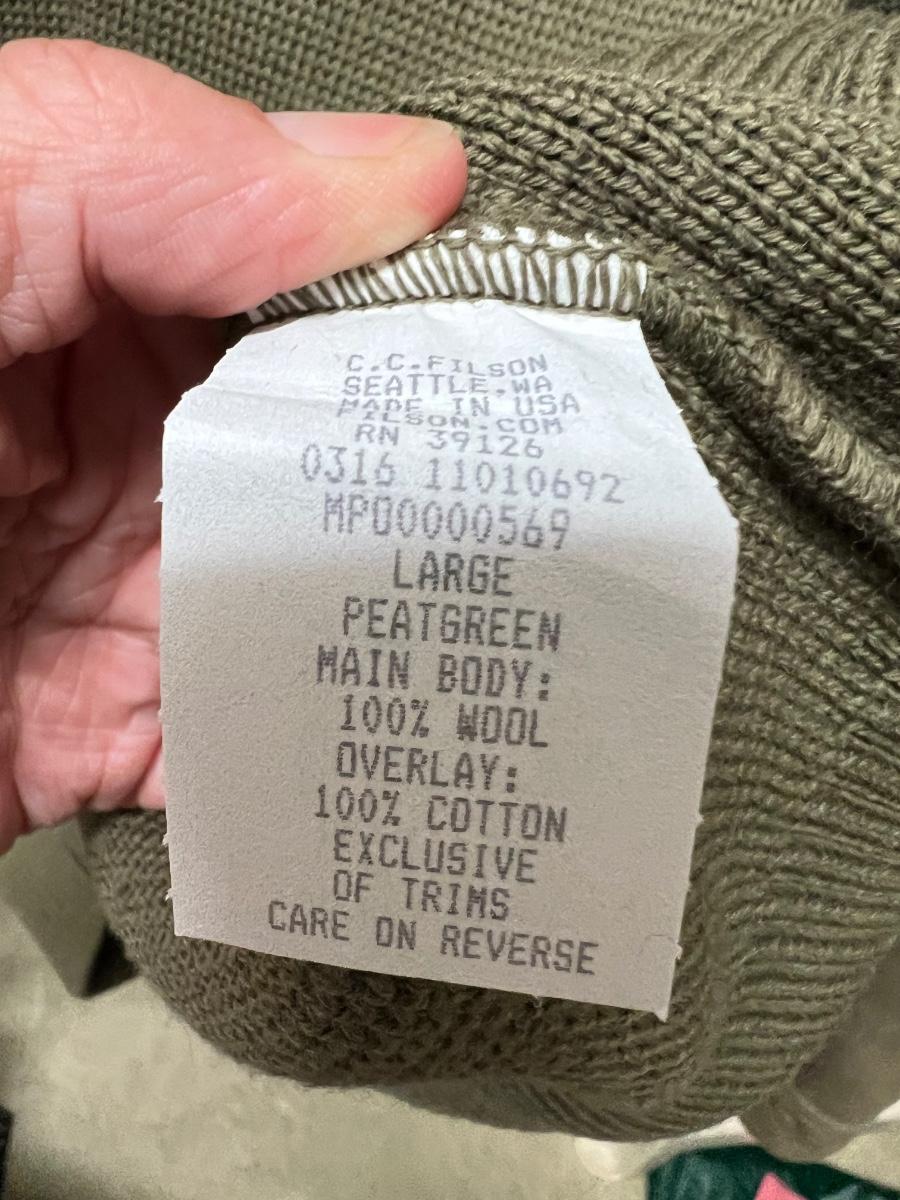 C.C.FILSON
SEATTLE.WA
MADE IN USA
FILSON.COM
RN 39126
0316 11010692
MP00000569
LARGE
PEATGREEN
MAIN BODY:
100% WOOL
OVERLAY:
100% COTTON
EXCLUSIVE
OF TRIMS
CARE ON REVERSE